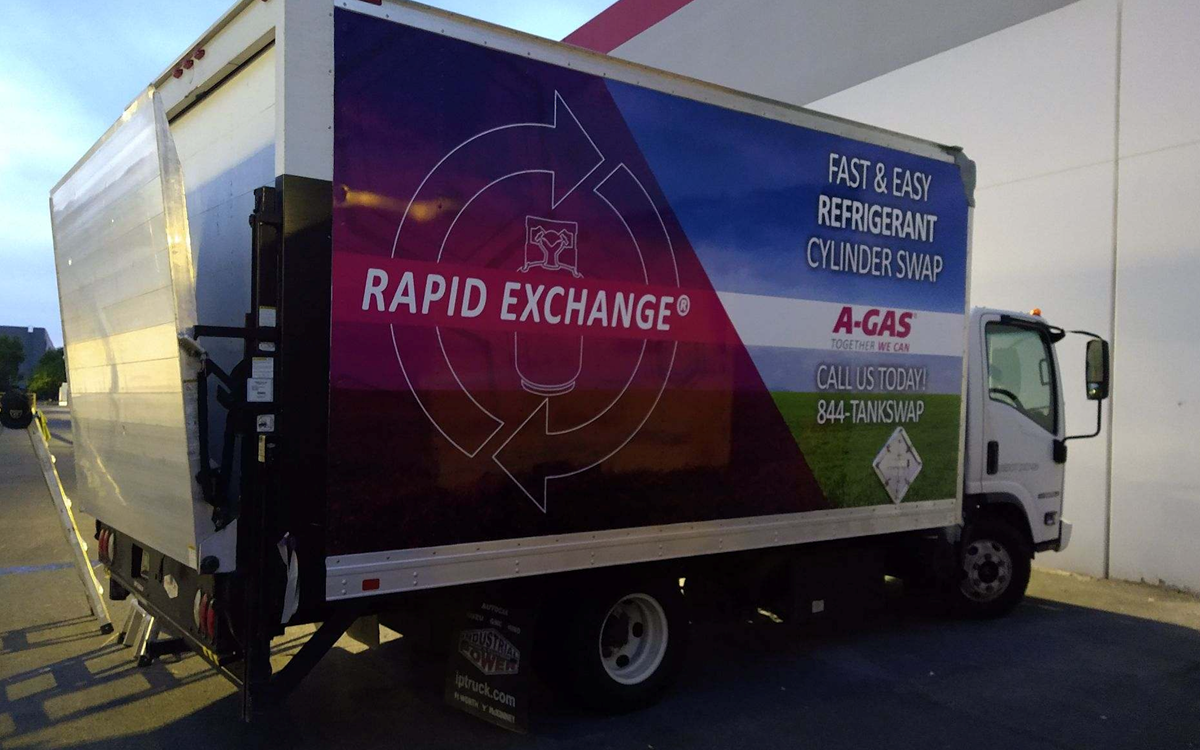 RAPID EXCHANGE®
FAST & EASY
REFRIGERANT
CYLINDER SWAP
A-GAS®
TOGETHER WE CAN
CALL US TODAY!
844-TANKSWAP
INDUSTRIAL
POWER
iptruck.com